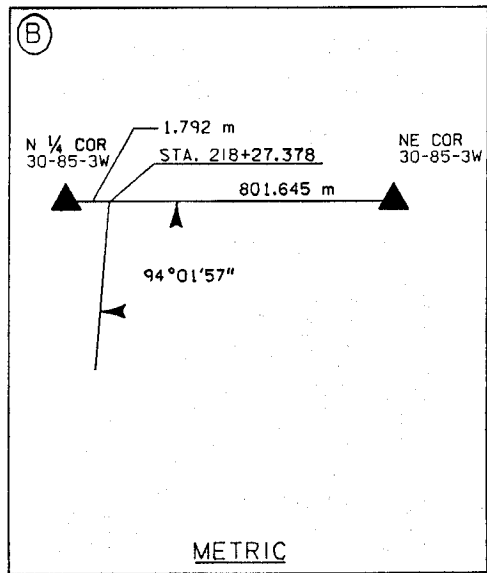 B
1.792 m
N 1/4 COR
30-85-3W
STA. 218+27.378
NE COR
30-85-3W
801.645 m
94°01'57"
METRIC